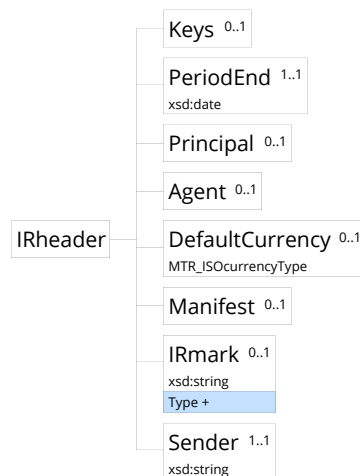 Keys 0..1
PeriodEnd 1..1
xsd:date
Principal 0..1
Agent 0..1
IRheader
DefaultCurrency 0..1
MTR_ISOcurrencyType
Manifest 0..1
IRmark 0..1
xsd:string
Type +
Sender 1..1
xsd:string